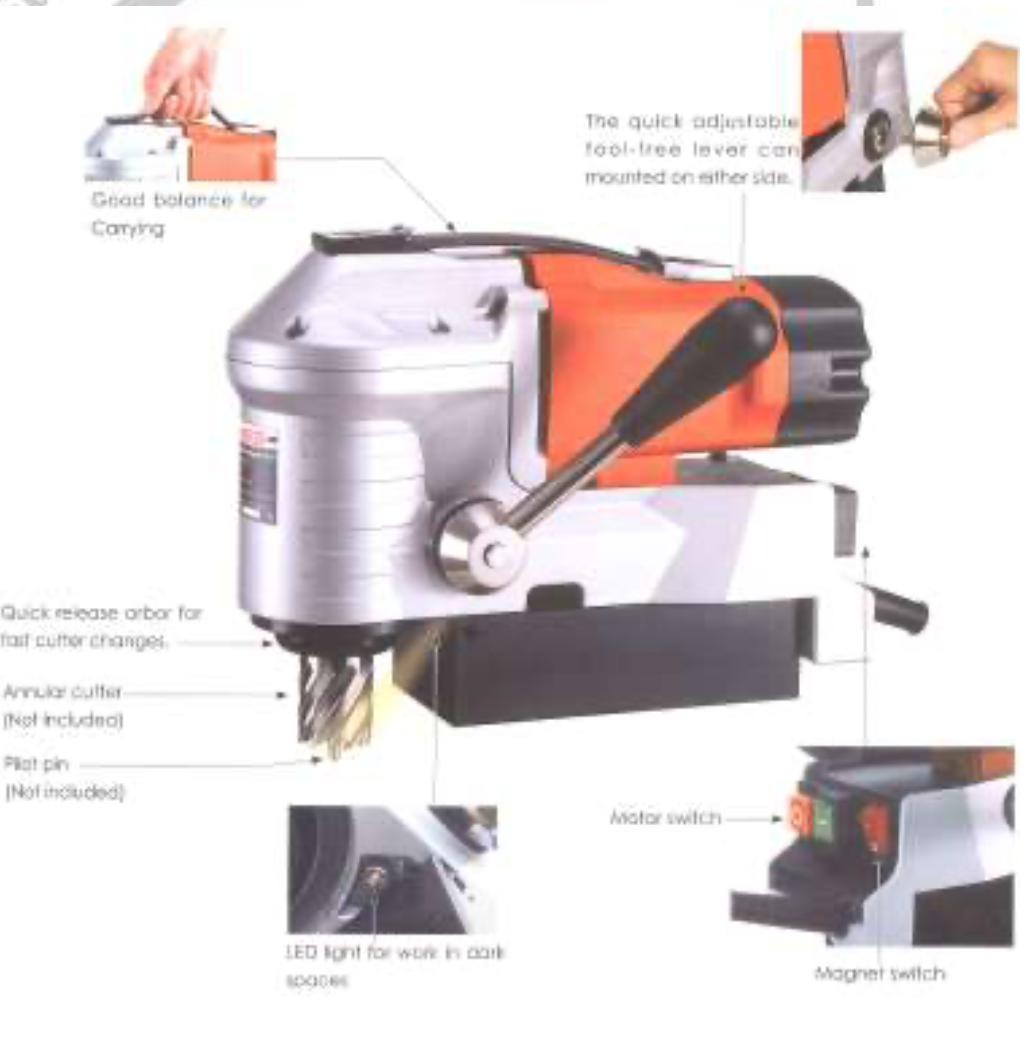 Good balance for
Carrying
The quick adjustable
tool-free lever can
mounted on either side.
Quick release arbor for
fast cutter changes.
Annular cutter
(Not included)
Pilot pin
(Not included)
Motor switch
LED light for work in dark
spaces
Magnet switch